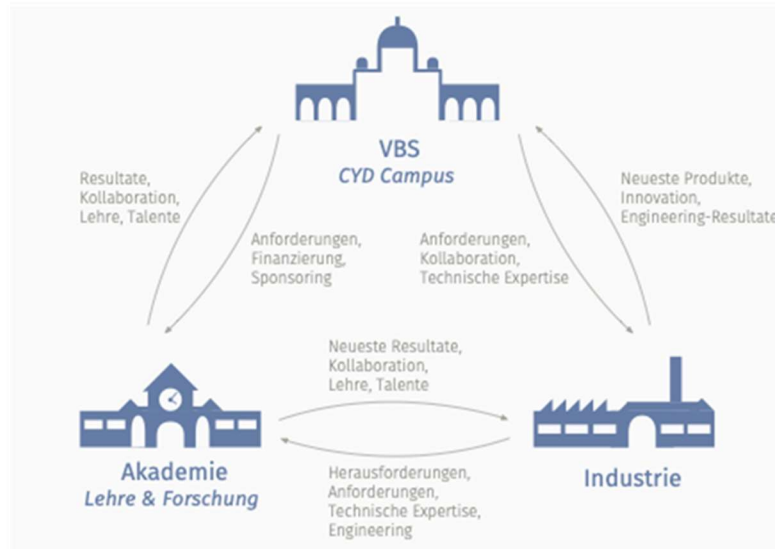 VBS
CYD Campus
Resultate,
Kollaboration,
Lehre, Talente
Anforderungen,
Finanzierung,
Sponsoring
Anforderungen,
Kollaboration,
Technische Expertise
Neueste Produkte,
Innovation,
Engineering-Resultate
Neueste Resultate,
Kollaboration,
Lehre, Talente
Akademie
Lehre & Forschung
Herausforderungen,
Anforderungen,
Technische Expertise,
Engineering
Industrie